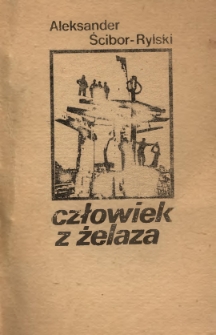 Aleksander
Ścibor-Rylski
człowiek
z żelaza